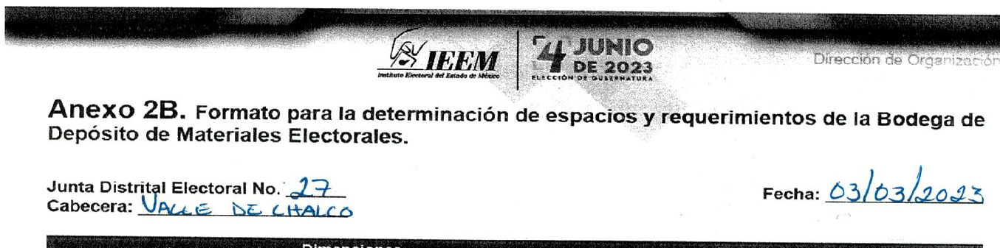 IEEM
Instituto Electoral del Estado de México
4 JUNIO
DE 2023
ELECCIÓN DE GUBERNATURA
Dirección de Organización
Anexo 2B. Formato para la determinación de espacios y requerimientos de la Bodega de
Depósito de Materiales Electorales.
Junta Distrital Electoral No. 27
Fecha: 03/03/2023
Cabecera: VALLE DE CHALCO
Dimensiones